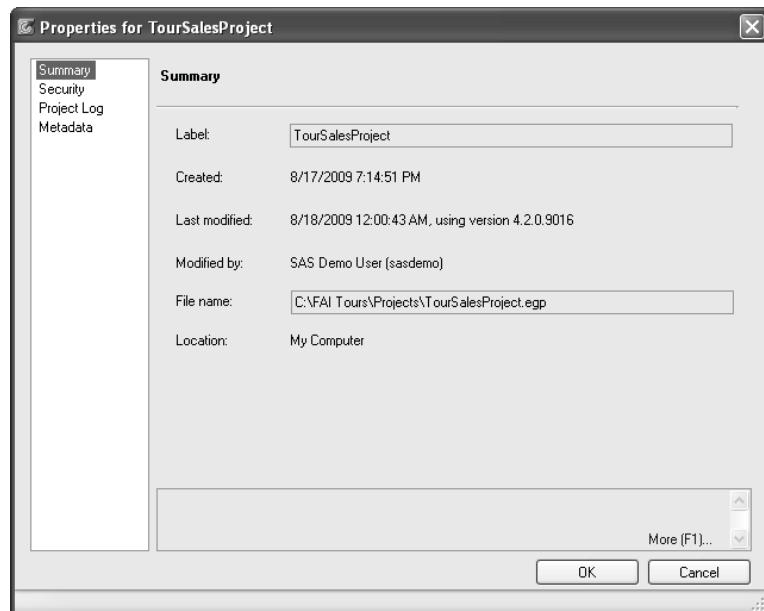 Properties for TourSalesProject
Summary
Security
Project Log
Metadata
Summary
Label: TourSalesProject
Created: 8/17/2009 7:14:51 PM
Last modified: 8/18/2009 12:00:43 AM, using version 4.2.0.9016
Modified by: SAS Demo User (sasdemo)
File name: C:\FAI Tours\Projects\TourSalesProject.egp
Location: My Computer
More (F1)...
OK Cancel